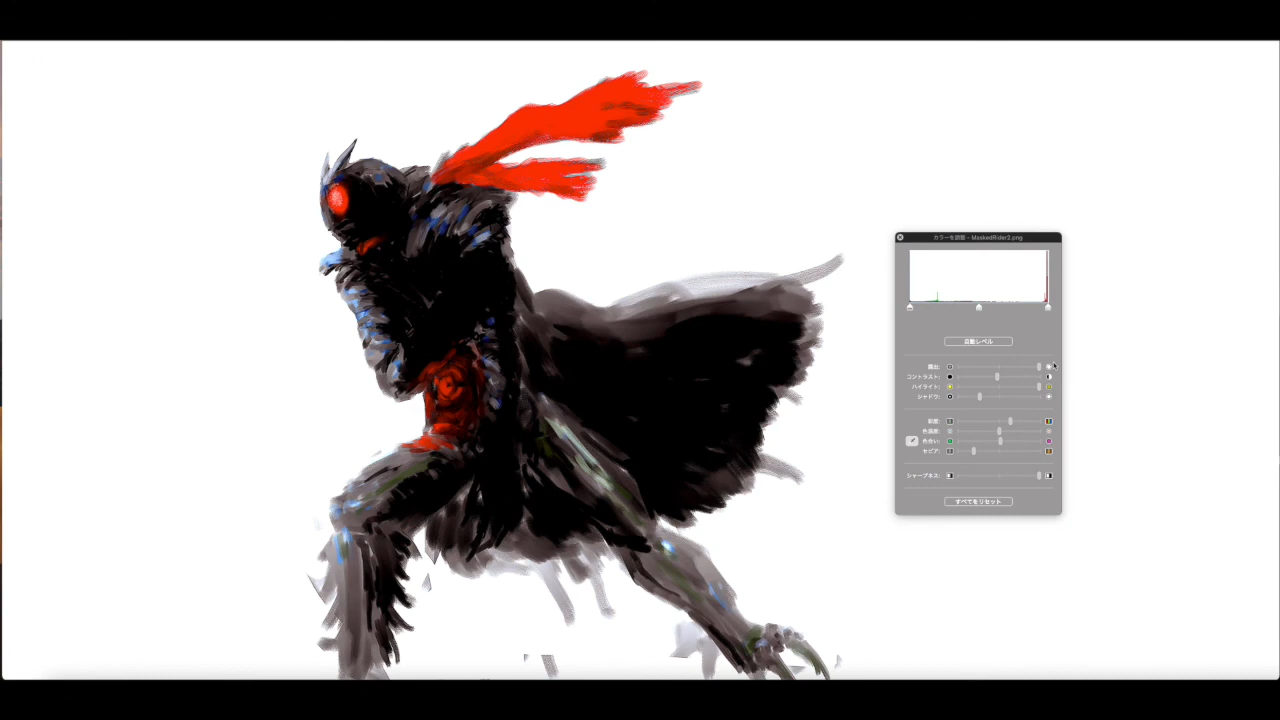 カラーを調整 - MaskedRider2.png
自動レベル
露出:
コントラスト:
ハイライト:
シャドウ:
彩度:
色温度:
色合い:
セピア:
シャープネス:
すべてをリセット